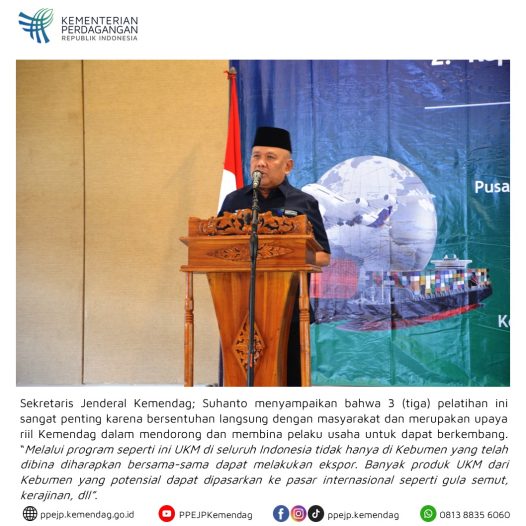 KEMENTERIAN
PERDAGANGAN
REPUBLIK INDONESIA
Pusa
Sekretaris Jenderal Kemendag; Suhanto menyampaikan bahwa 3 (tiga) pelatihan ini
sangat penting karena bersentuhan langsung dengan masyarakat dan merupakan upaya
riil Kemendag dalam mendorong dan membina pelaku usaha untuk dapat berkembang.
"Melalui program seperti ini UKM di seluruh Indonesia tidak hanya di Kebumen yang telah
dibina diharapkan bersama-sama dapat melakukan ekspor. Banyak produk UKM dari
Kebumen yang potensial dapat dipasarkan ke pasar internasional seperti gula semut,
kerajinan, dll".
ppejp.kemendag.go.id PPEJPKemendag ppejp.kemendag 0813 8835 6060